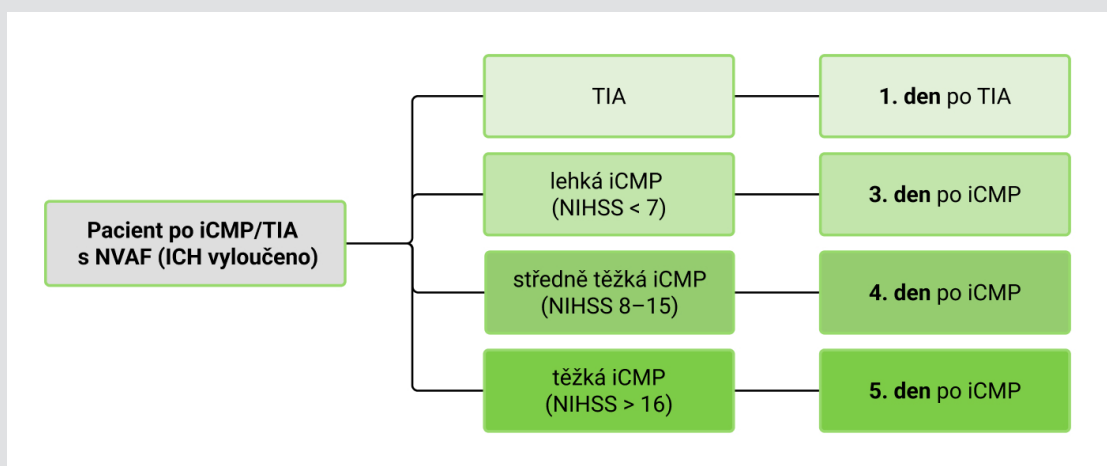 Pacient po iCMP/TIA
s NVAF (ICH vyloučeno)
TIA
1. den po TIA
lehká iCMP
(NIHSS < 7)
3. den po iCMP
středně těžká iCMP
(NIHSS 8–15)
4. den po iCMP
těžká iCMP
(NIHSS > 16)
5. den po iCMP